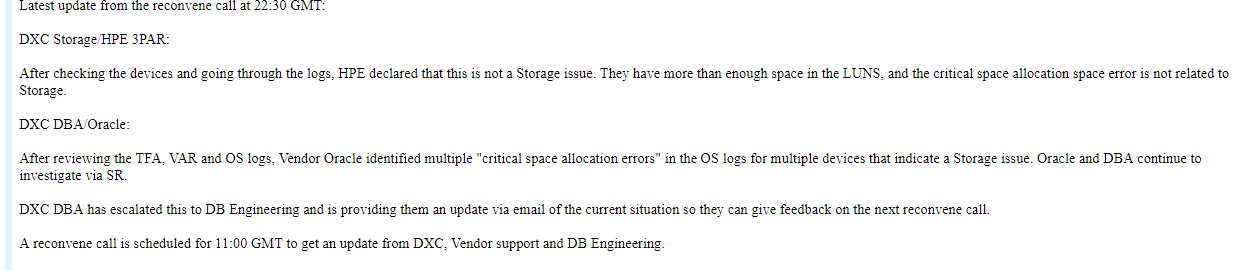 Latest update from the reconvene call at 22:30 GMT:
DXC Storage/HPE 3PAR:
After checking the devices and going through the logs, HPE declared that this is not a Storage issue. They have more than enough space in the LUNS, and the critical space allocation space error is not related to
Storage.
DXC DBA/Oracle:
After reviewing the TFA, VAR and OS logs, Vendor Oracle identified multiple "critical space allocation errors" in the OS logs for multiple devices that indicate a Storage issue. Oracle and DBA continue to
investigate via SR.
DXC DBA has escalated this to DB Engineering and is providing them an update via email of the current situation so they can give feedback on the next reconvene call.
A reconvene call is scheduled for 11:00 GMT to get an update from DXC, Vendor support and DB Engineering.